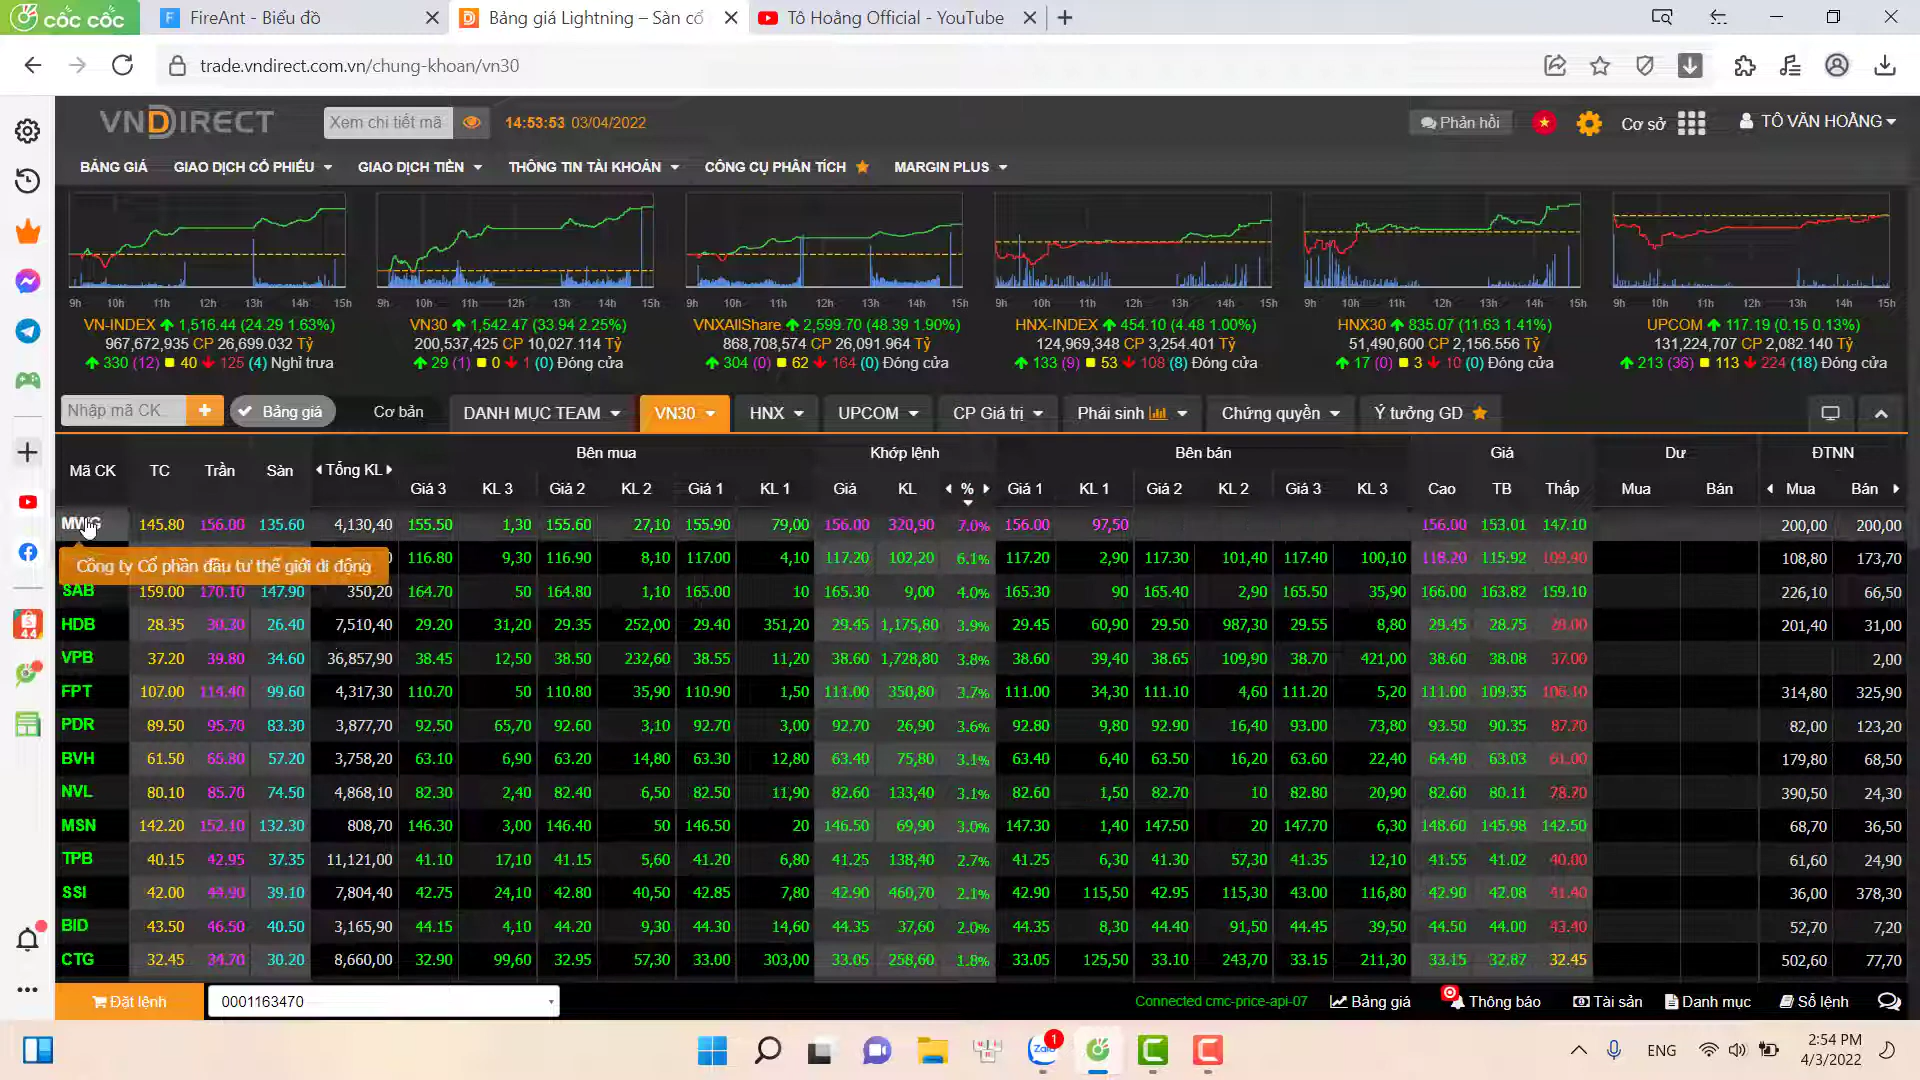 cốc cốc
FireAnt - Biểu đồ
Bảng giá Lightning – Sàn cổ
Tô Hoằng Official - YouTube
trade.vndirect.com.vn/chung-khoan/vn30
VNDIRECT
Xem chi tiết mã
14:53:53 03/04/2022
Phản hồi
Cơ sở
TÔ VĂN HOẰNG
BẢNG GIÁ GIAO DỊCH CỔ PHIẾU GIAO DỊCH TIỀN THÔNG TIN TÀI KHOẢN CÔNG CỤ PHÂN TÍCH MARGIN PLUS
9h 10h 11h 12h 13h 14h 15h 9h 10h 11h 12h 13h 14h 15h 9h 10h 11h 12h 13h 14h 15h 9h 10h 11h 12h 13h 14h 15h 9h 10h 11h 12h 13h 14h 15h 9h 10h 11h 12h 13h 14h 15h
VN-INDEX 1,516.44 (24.29 1.63%) VN30 1,542.47 (33.94 2.25%) VNXAllShare 2,599.70 (48.39 1.90%) HNX-INDEX 454.10 (4.48 1.00%) HNX30 835.07 (11.63 1.41%) UPCOM 117.19 (0.15 0.13%)
967,672,935 CP 26,699.032 Tỷ 200,537,425 CP 10,027.114 Tỷ 868,708,574 CP 26,091.964 Tỷ 124,969,348 CP 3,254.401 Tỷ 51,490,600 CP 2,156.556 Tỷ 131,224,707 CP 2,082.140 Tỷ
330 (12) 40 125 (4) Nghỉ trưa 29 (1) 0 1 (0) Đóng cửa 304 (0) 62 164 (0) Đóng cửa 133 (9) 53 108 (8) Đóng cửa 17 (0) 3 10 (0) Đóng cửa 213 (36) 113 224 (18) Đóng cửa
Nhập mã CK... + Bảng giá Cơ bản DANH MỤC TEAM VN30 HNX UPCOM CP Giá trị Phái sinh Chứng quyền Ý tưởng GD
Mã CK TC Trần Sàn Tổng KL Bên mua Khớp lệnh Bên bán Giá Dư ĐTNN
Giá 3 KL 3 Giá 2 KL 2 Giá 1 KL 1 Giá KL % Giá 1 KL 1 Giá 2 KL 2 Giá 3 KL 3 Cao TB Thấp Mua Bán Mua Bán
MWG 145.80 156.00 135.60 4,130,40 155.50 1,30 155.60 27,10 155.90 79,00 156.00 320,90 7.0% 156.00 97,50 156.00 153.01 147.10 200,00 200,00
Công ty Cổ phần đầu tư thế giới di động
116.80 9,30 116.90 8,10 117.00 4,10 117.20 102,20 6.1% 117.20 2,90 117.30 101,40 117.40 100,10 118.20 115.92 109.40 108,80 173,70
SAB 159.00 170.10 147.90 350,20 164.70 50 164.80 1,10 165.00 10 165.30 9,00 4.0% 165.30 90 165.40 2,90 165.50 35,90 166.00 163.82 159.10 226,10 66,50
HDB 28.35 30.30 26.40 7,510,40 29.20 31,20 29.35 252,00 29.40 351,20 29.45 1,175,80 3.9% 29.45 60,90 29.50 987,30 29.55 8,80 29.45 28.75 28.00 201,40 31,00
VPB 37.20 39.80 34.60 36,857,90 38.45 12,50 38.50 232,60 38.55 11,20 38.60 1,728,80 3.8% 38.60 39,40 38.65 109,90 38.70 421,00 38.60 38.08 37.00 2,00
FPT 107.00 114.40 99.60 4,317,30 110.70 50 110.80 35,90 110.90 1,50 111.00 350,80 3.7% 111.00 34,30 111.10 4,60 111.20 5,20 111.00 109.35 106.10 314,80 325,90
PDR 89.50 95.70 83.30 3,877,70 92.50 65,70 92.60 3,10 92.70 3,00 92.70 26,90 3.6% 92.80 9,80 92.90 16,40 93.00 73,80 93.50 90.35 87.70 82,00 123,20
BVH 61.50 65.80 57.20 3,758,20 63.10 6,90 63.20 14,80 63.30 12,80 63.40 75,80 3.1% 63.40 6,40 63.50 16,20 63.60 22,40 64.40 63.03 61.00 179,80 68,50
NVL 80.10 85.70 74.50 4,868,10 82.30 2,40 82.40 6,50 82.50 11,90 82.60 133,40 3.1% 82.60 1,50 82.70 10 82.80 20,90 82.60 80.11 78.70 390,50 24,30
MSN 142.20 152.10 132.30 808,70 146.30 3,00 146.40 50 146.50 20 146.50 69,90 3.0% 147.30 1,40 147.50 20 147.70 6,30 148.60 145.98 142.50 68,70 36,50
TPB 40.15 42.95 37.35 11,121,00 41.10 17,10 41.15 5,60 41.20 6,80 41.25 138,40 2.7% 41.25 6,30 41.30 57,30 41.35 12,10 41.55 41.02 40.00 61,60 24,90
SSI 42.00 44.90 39.10 7,804,40 42.75 24,10 42.80 40,50 42.85 7,80 42.90 460,70 2.1% 42.90 115,50 42.95 115,30 43.00 116,80 42.90 42.08 41.40 36,00 378,30
BID 43.50 46.50 40.50 3,165,90 44.15 4,10 44.20 9,30 44.30 14,60 44.35 37,60 2.0% 44.35 8,30 44.40 91,50 44.45 39,50 44.50 44.00 43.40 52,70 7,20
CTG 32.45 34.70 30.20 8,660,00 32.90 99,60 32.95 57,30 33.00 303,00 33.05 258,60 1.8% 33.05 125,50 33.10 243,70 33.15 211,30 33.15 32.87 32.45 502,60 77,70
Đặt lệnh 0001163470 Connected cmc-price-api-07 Bảng giá Thông báo Tài sản Danh mục Sổ lệnh
Zalo 1
ENG
2:54 PM
4/3/2022